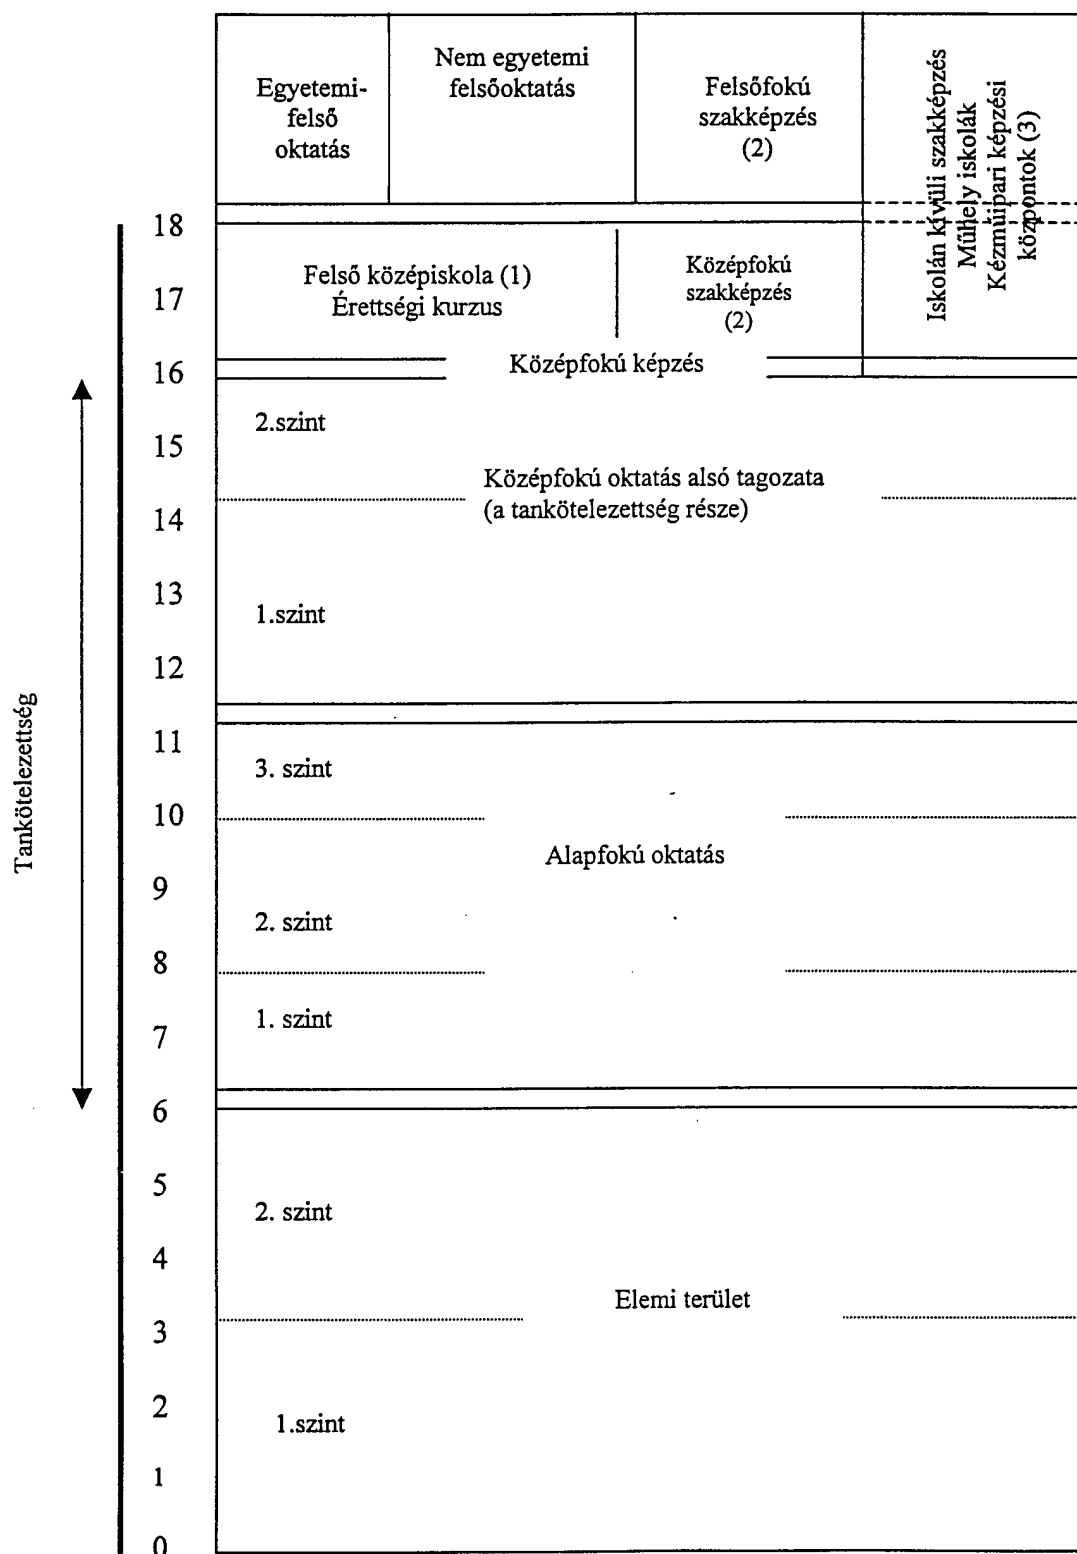 Egyetemi-
felső
oktatás
Nem egyetemi
felsőoktatás
Felsőfokú
szakképzés
(2)
Iskolán kívüli szakképzés
Műhely iskolák
Kézműipari képzési
központok (3)
18
Felső középiskola (1)
Érettségi kurzus
Középfokú
szakképzés
(2)
17
Középfokú képzés
16
2.szint
15
Középfokú oktatás alsó tagozata
(a tankötelezettség része)
14
13
1.szint
12
Tankötelezettség
11
3. szint
10
Alapfokú oktatás
9
2. szint
8
1. szint
7
6
5
2. szint
4
Elemi terület
3
2
1.szint
1
0